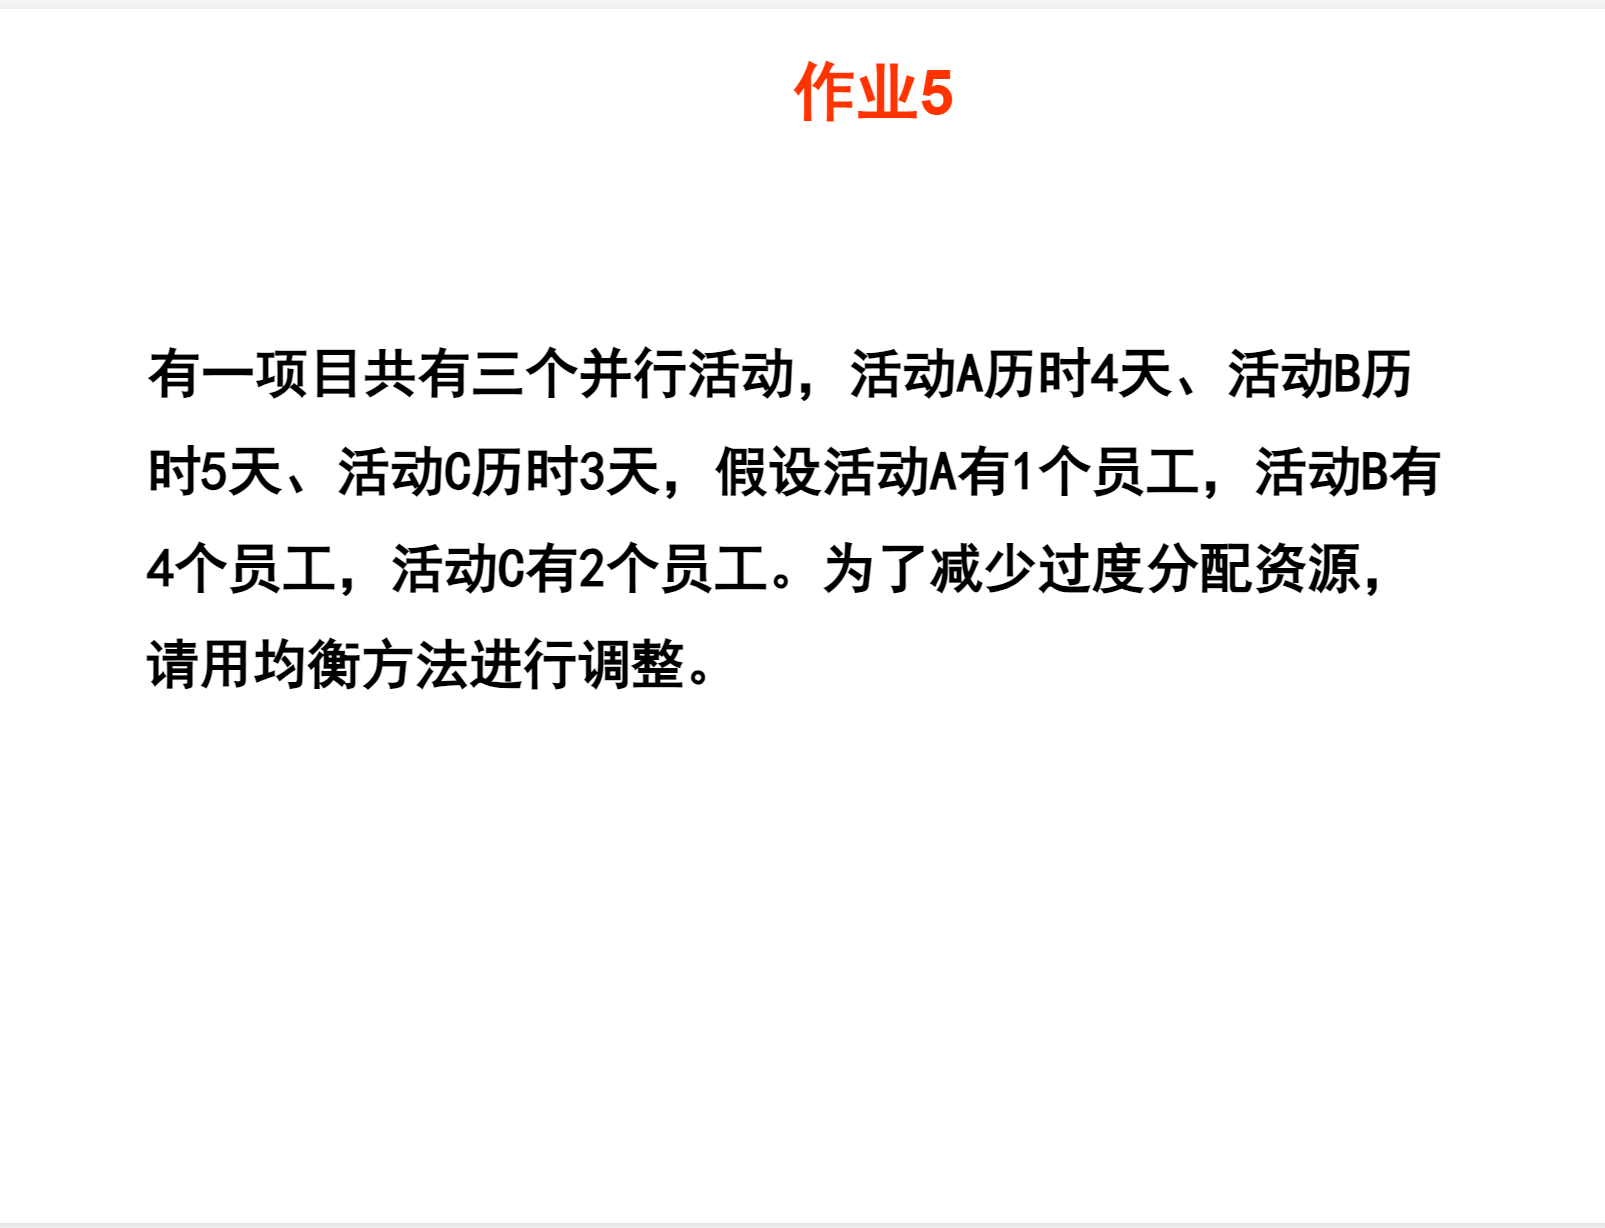 作业5
有一项目共有三个并行活动，活动A历时4天、活动B历
时5天、活动C历时3天，假设活动A有1个员工，活动B有
4个员工，活动C有2个员工。为了减少过度分配资源，
请用均衡方法进行调整。